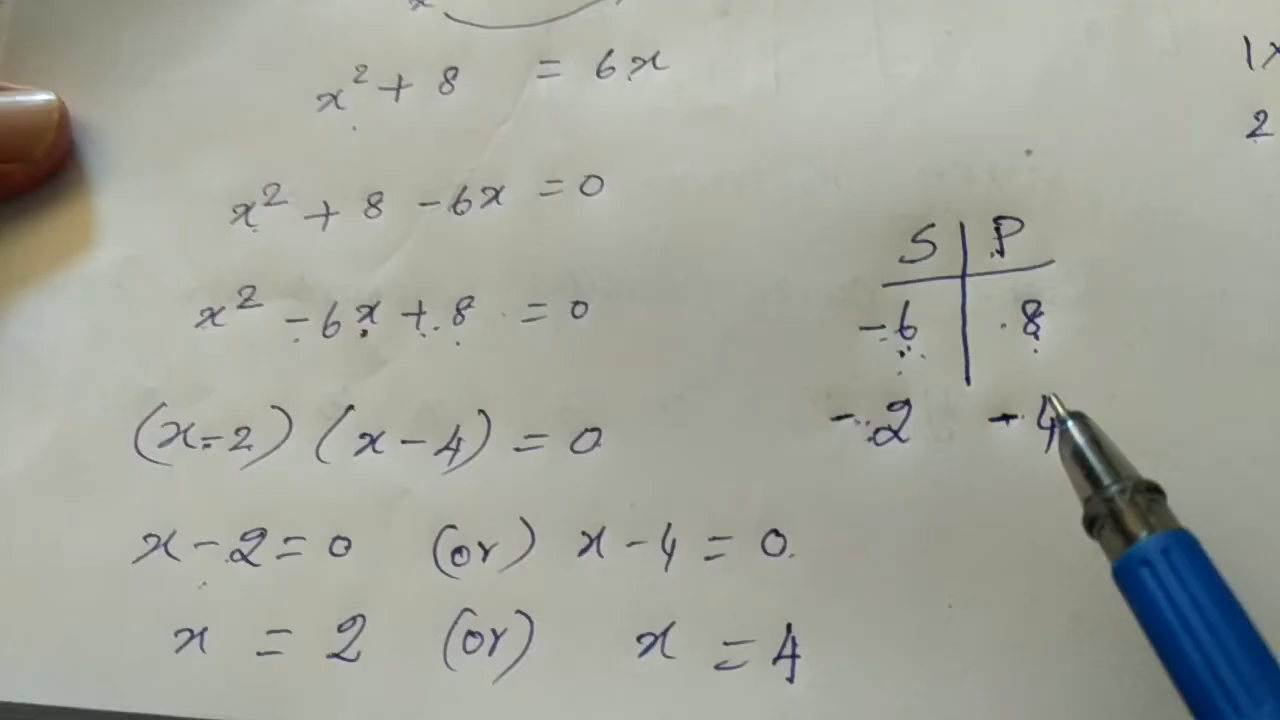 x² + 8 = 6x
x² + 8 - 6x = 0
x² - 6x + 8 = 0
(x-2) (x-4) = 0
x - 2 = 0 (or) x - 4 = 0
x = 2 (or) x = 4
S P
-6 8
-2 -4
2